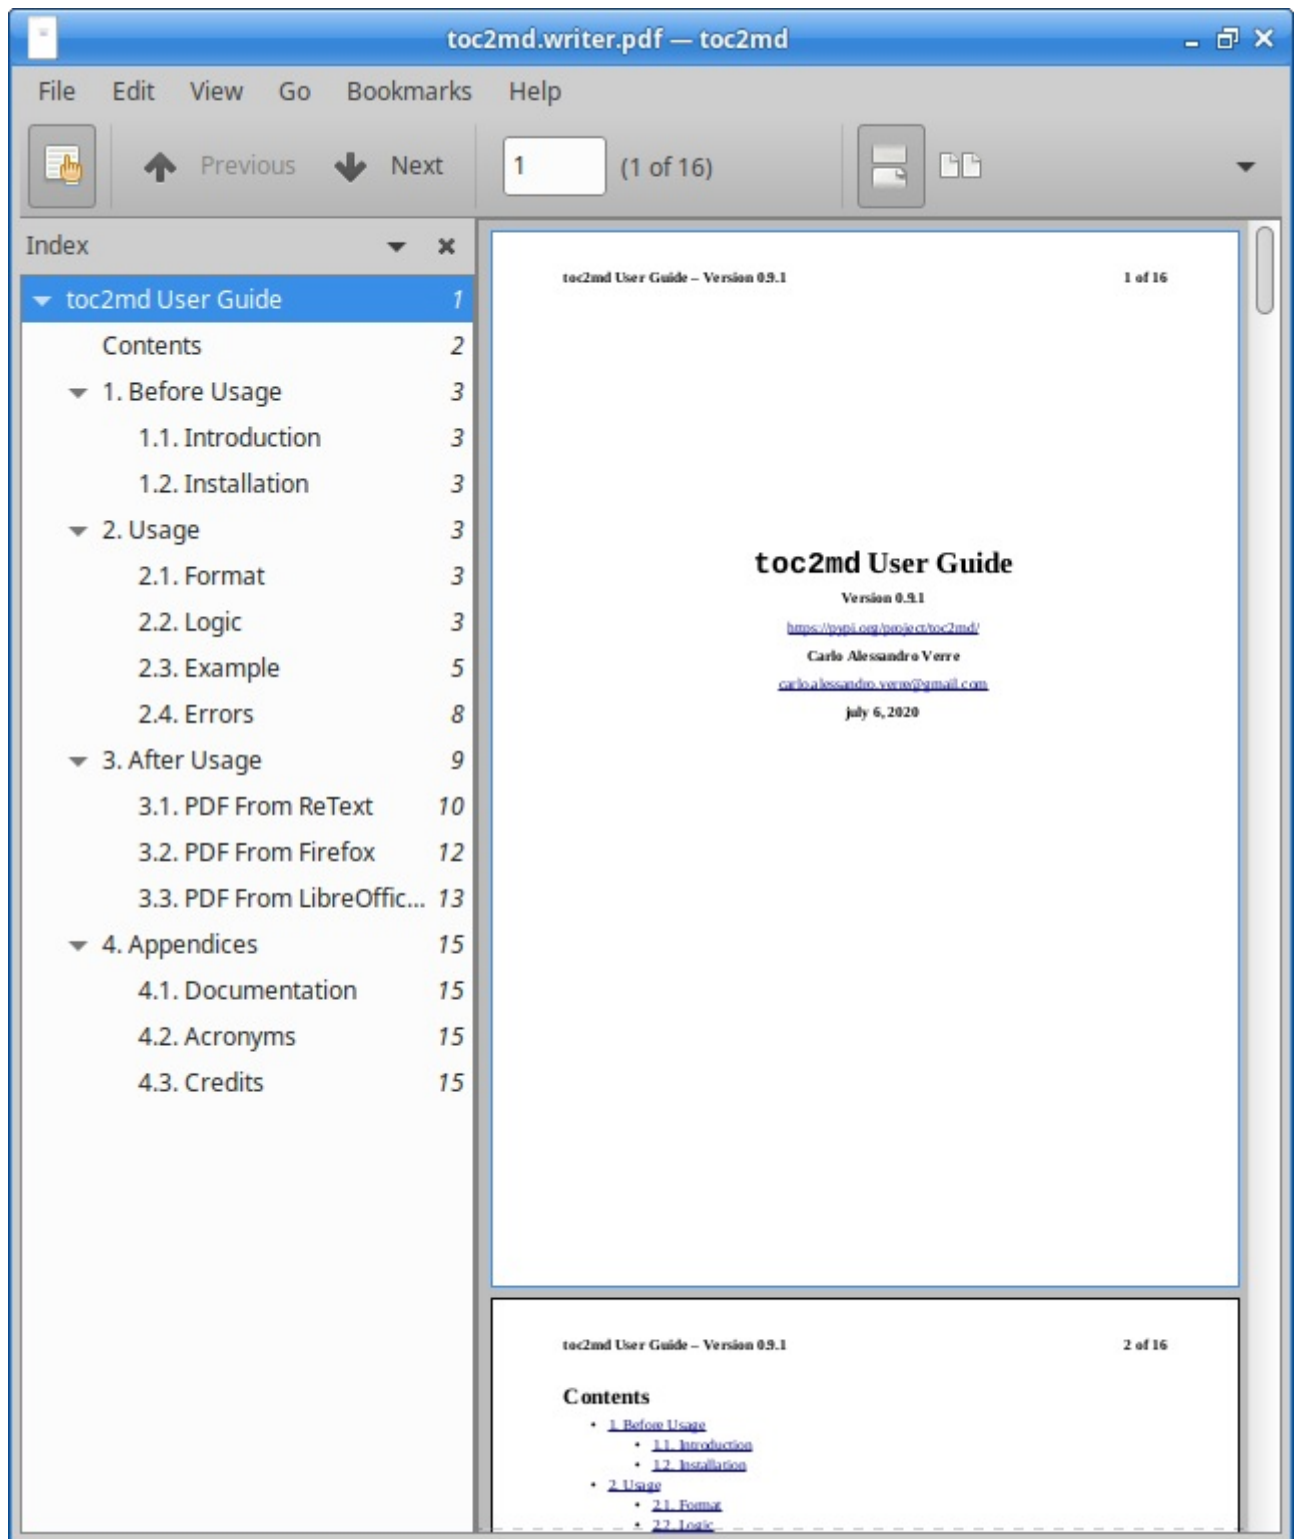 toc2md.writer.pdf — toc2md
File Edit View Go Bookmarks Help
Previous Next 1 (1 of 16)
Index
toc2md User Guide 1
Contents 2
1. Before Usage 3
1.1. Introduction 3
1.2. Installation 3
2. Usage 3
2.1. Format 3
2.2. Logic 3
2.3. Example 5
2.4. Errors 8
3. After Usage 9
3.1. PDF From ReText 10
3.2. PDF From Firefox 12
3.3. PDF From LibreOffic... 13
4. Appendices 15
4.1. Documentation 15
4.2. Acronyms 15
4.3. Credits 15
toc2md User Guide – Version 0.9.1 1 of 16
toc2md User Guide
Version 0.9.1
https://pypi.org/project/toc2md/
Carlo Alessandro Verre
carlo.alessandro.verre@gmail.com
july 6, 2020
toc2md User Guide – Version 0.9.1 2 of 16
Contents
• 1. Before Usage
• 1.1. Introduction
• 1.2. Installation
• 2. Usage
• 2.1. Format
• 2.2. Logic